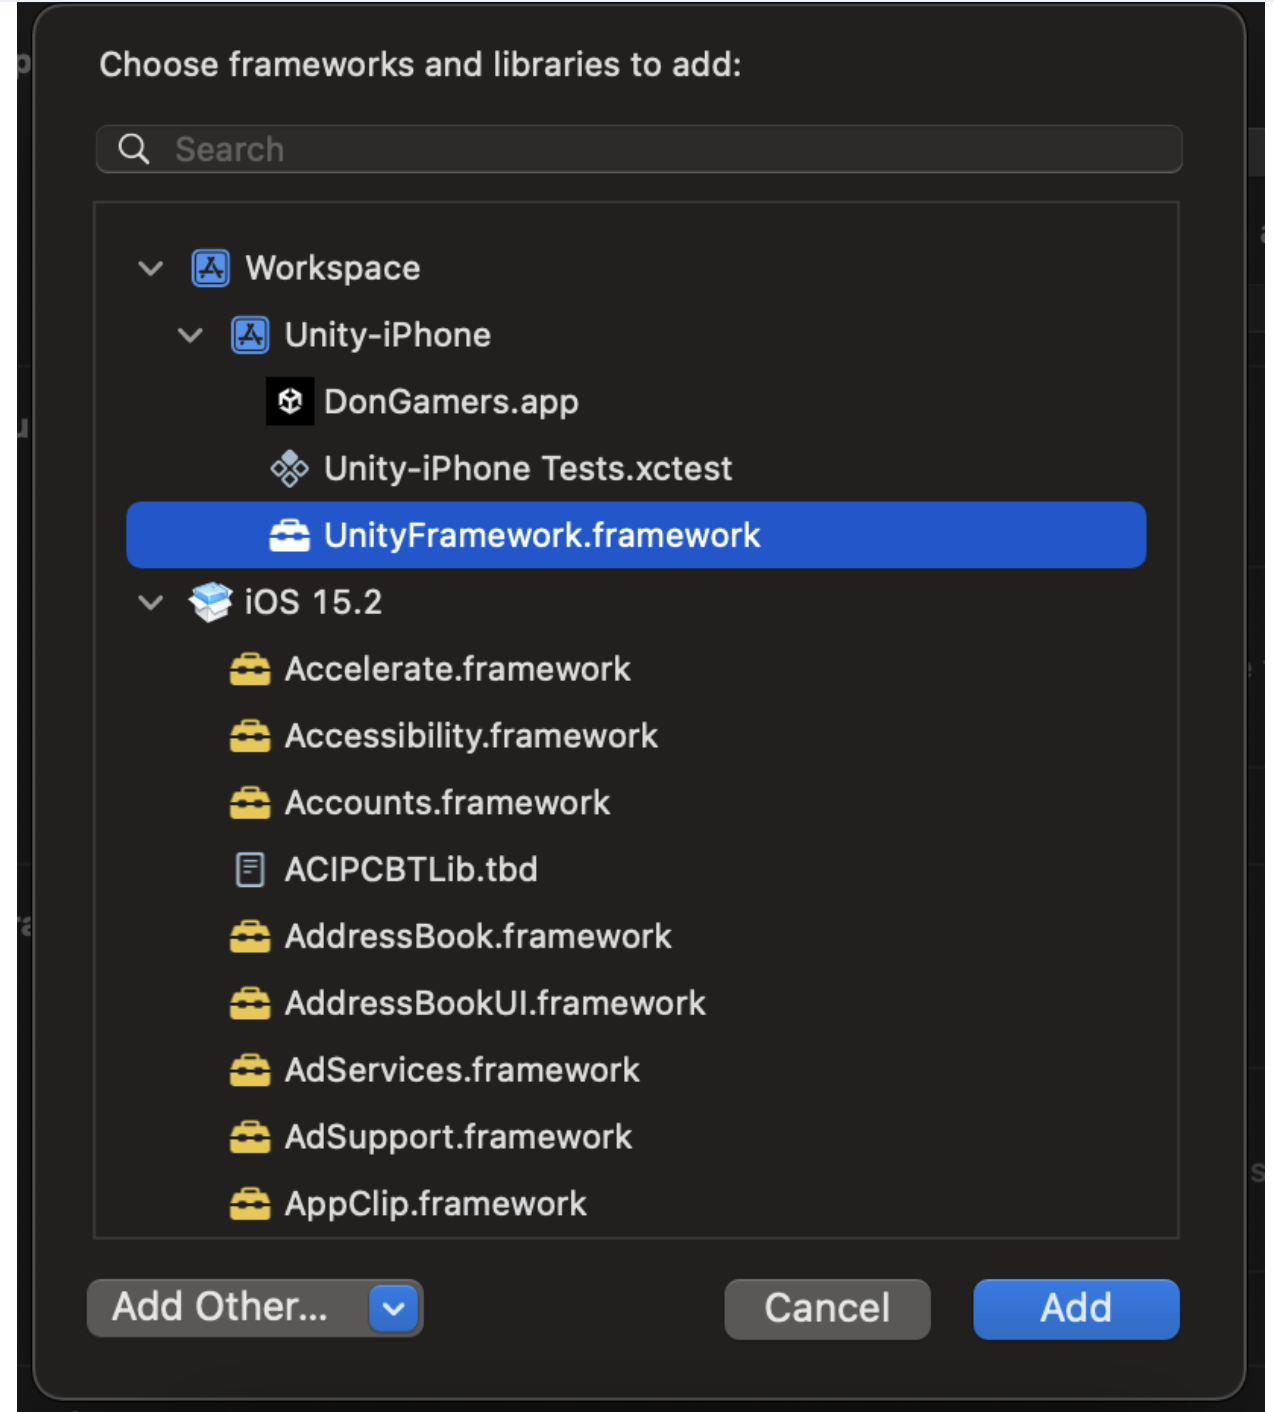 Choose frameworks and libraries to add:
Search
Workspace
Unity-iPhone
DonGamers.app
Unity-iPhone Tests.xctest
UnityFramework.framework
iOS 15.2
Accelerate.framework
Accessibility.framework
Accounts.framework
ACIPCBTLib.tbd
AddressBook.framework
AddressBookUI.framework
AdServices.framework
AdSupport.framework
AppClip.framework
Add Other...
Cancel
Add